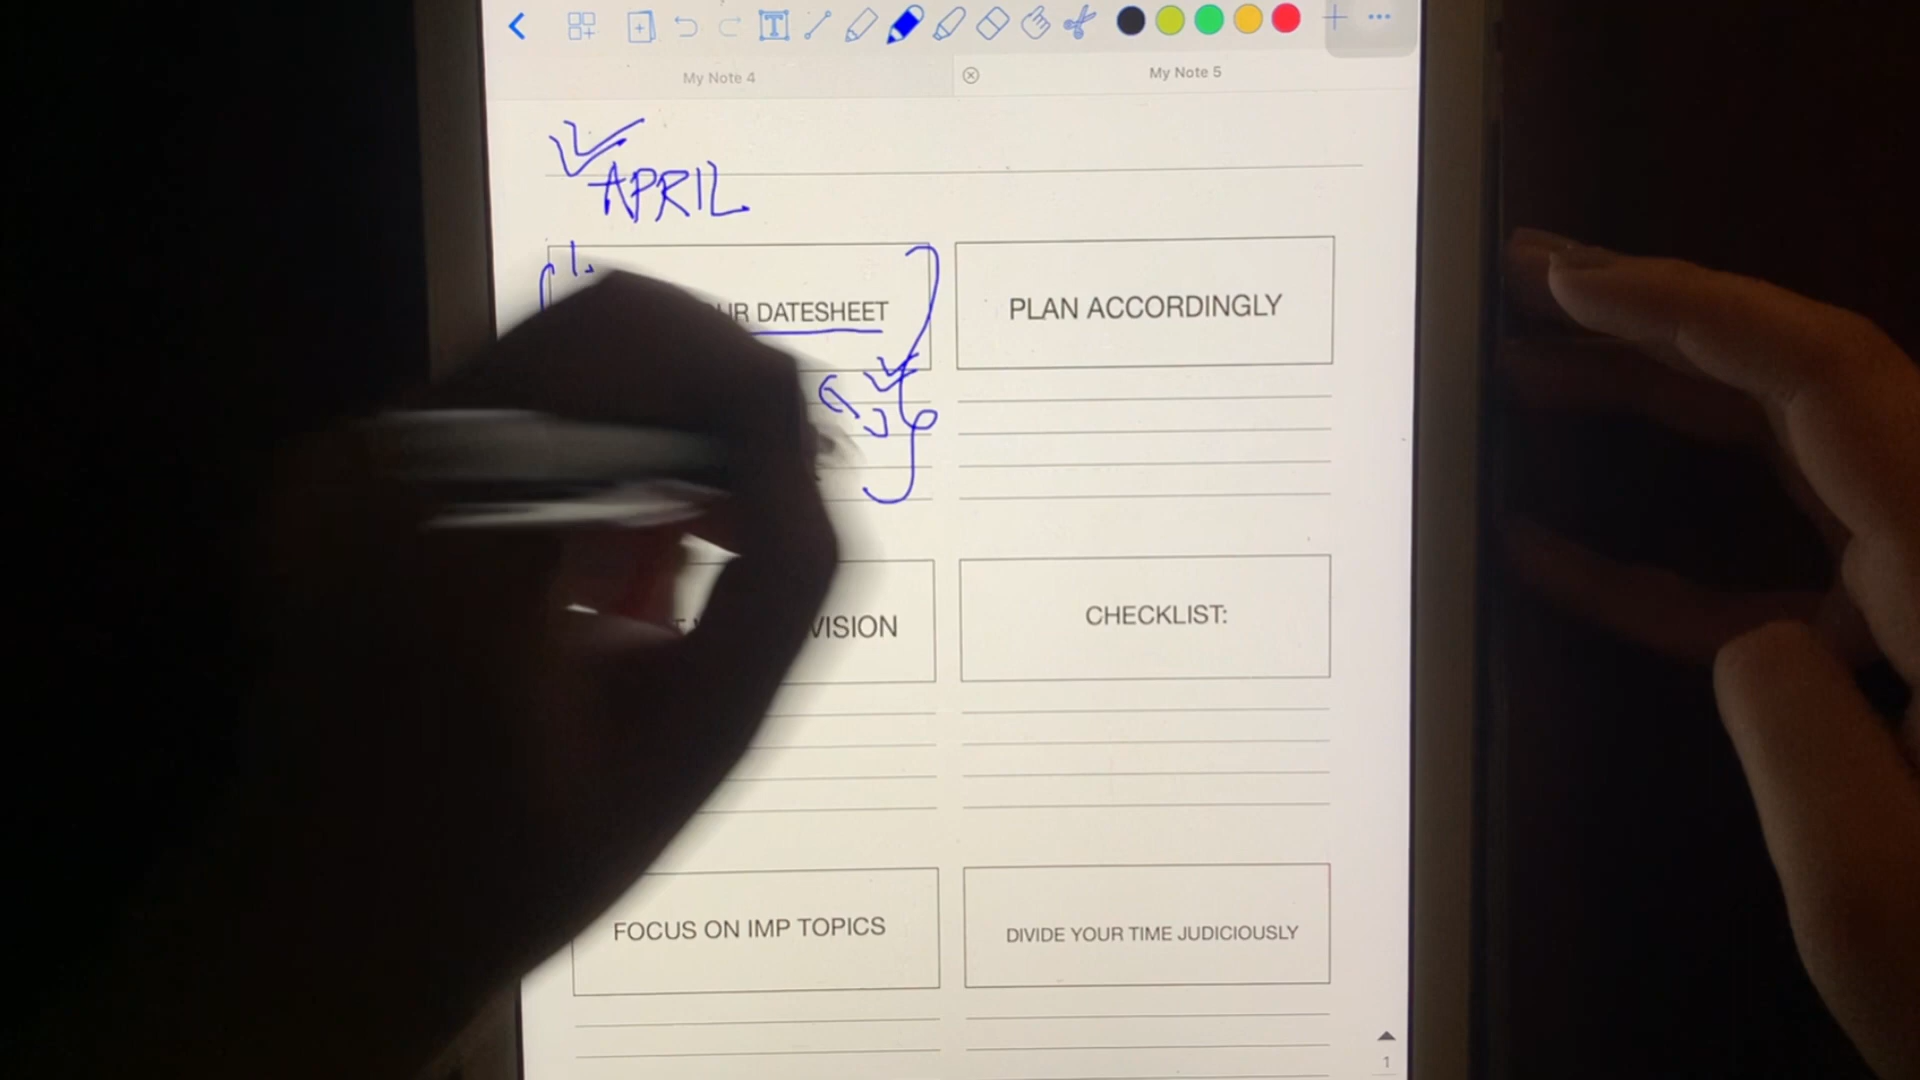 My Note 4
My Note 5
APRIL
1.
DATESHEET
PLAN ACCORDINGLY
CHECKLIST:
FOCUS ON IMP TOPICS
DIVIDE YOUR TIME JUDICIOUSLY
1